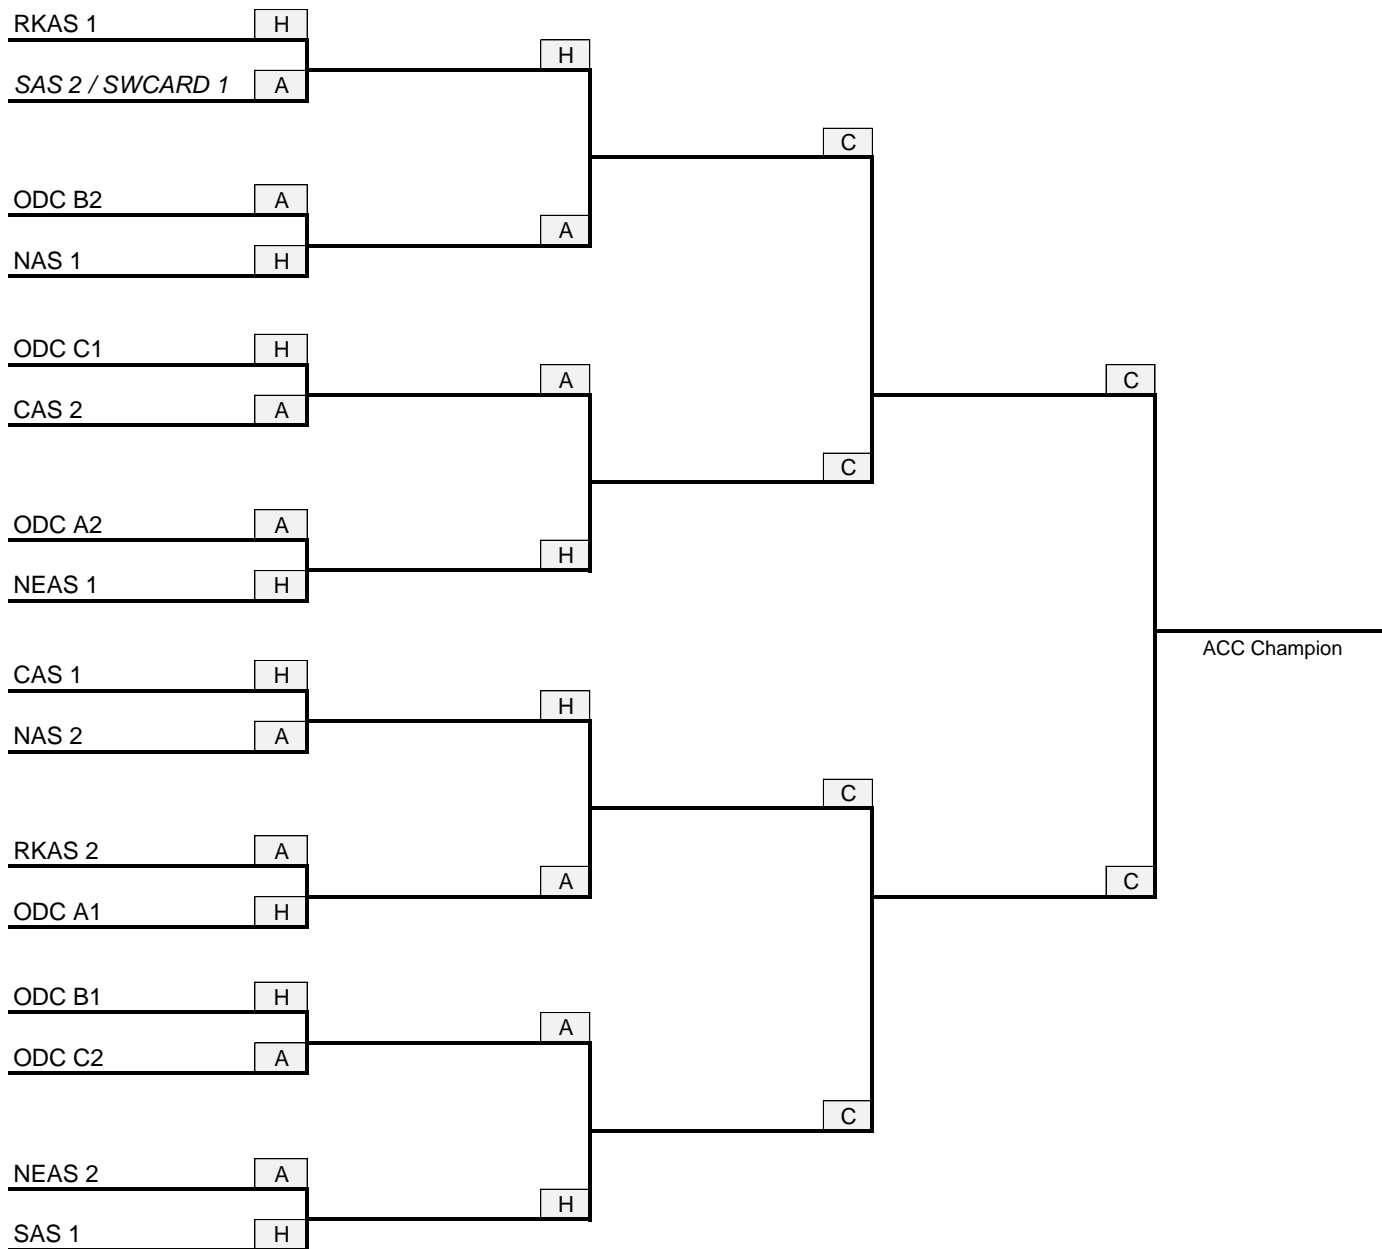 RKAS 1 H
H
SAS 2 / SWCARD 1 A
C
ODC B2 A
A
NAS 1 H
ODC C1 H
A
C
CAS 2 A
C
ODC A2 A
H
NEAS 1 H
ACC Champion
CAS 1 H
H
NAS 2 A
C
RKAS 2 A
A
C
ODC A1 H
ODC B1 H
A
ODC C2 A
C
NEAS 2 A
H
SAS 1 H